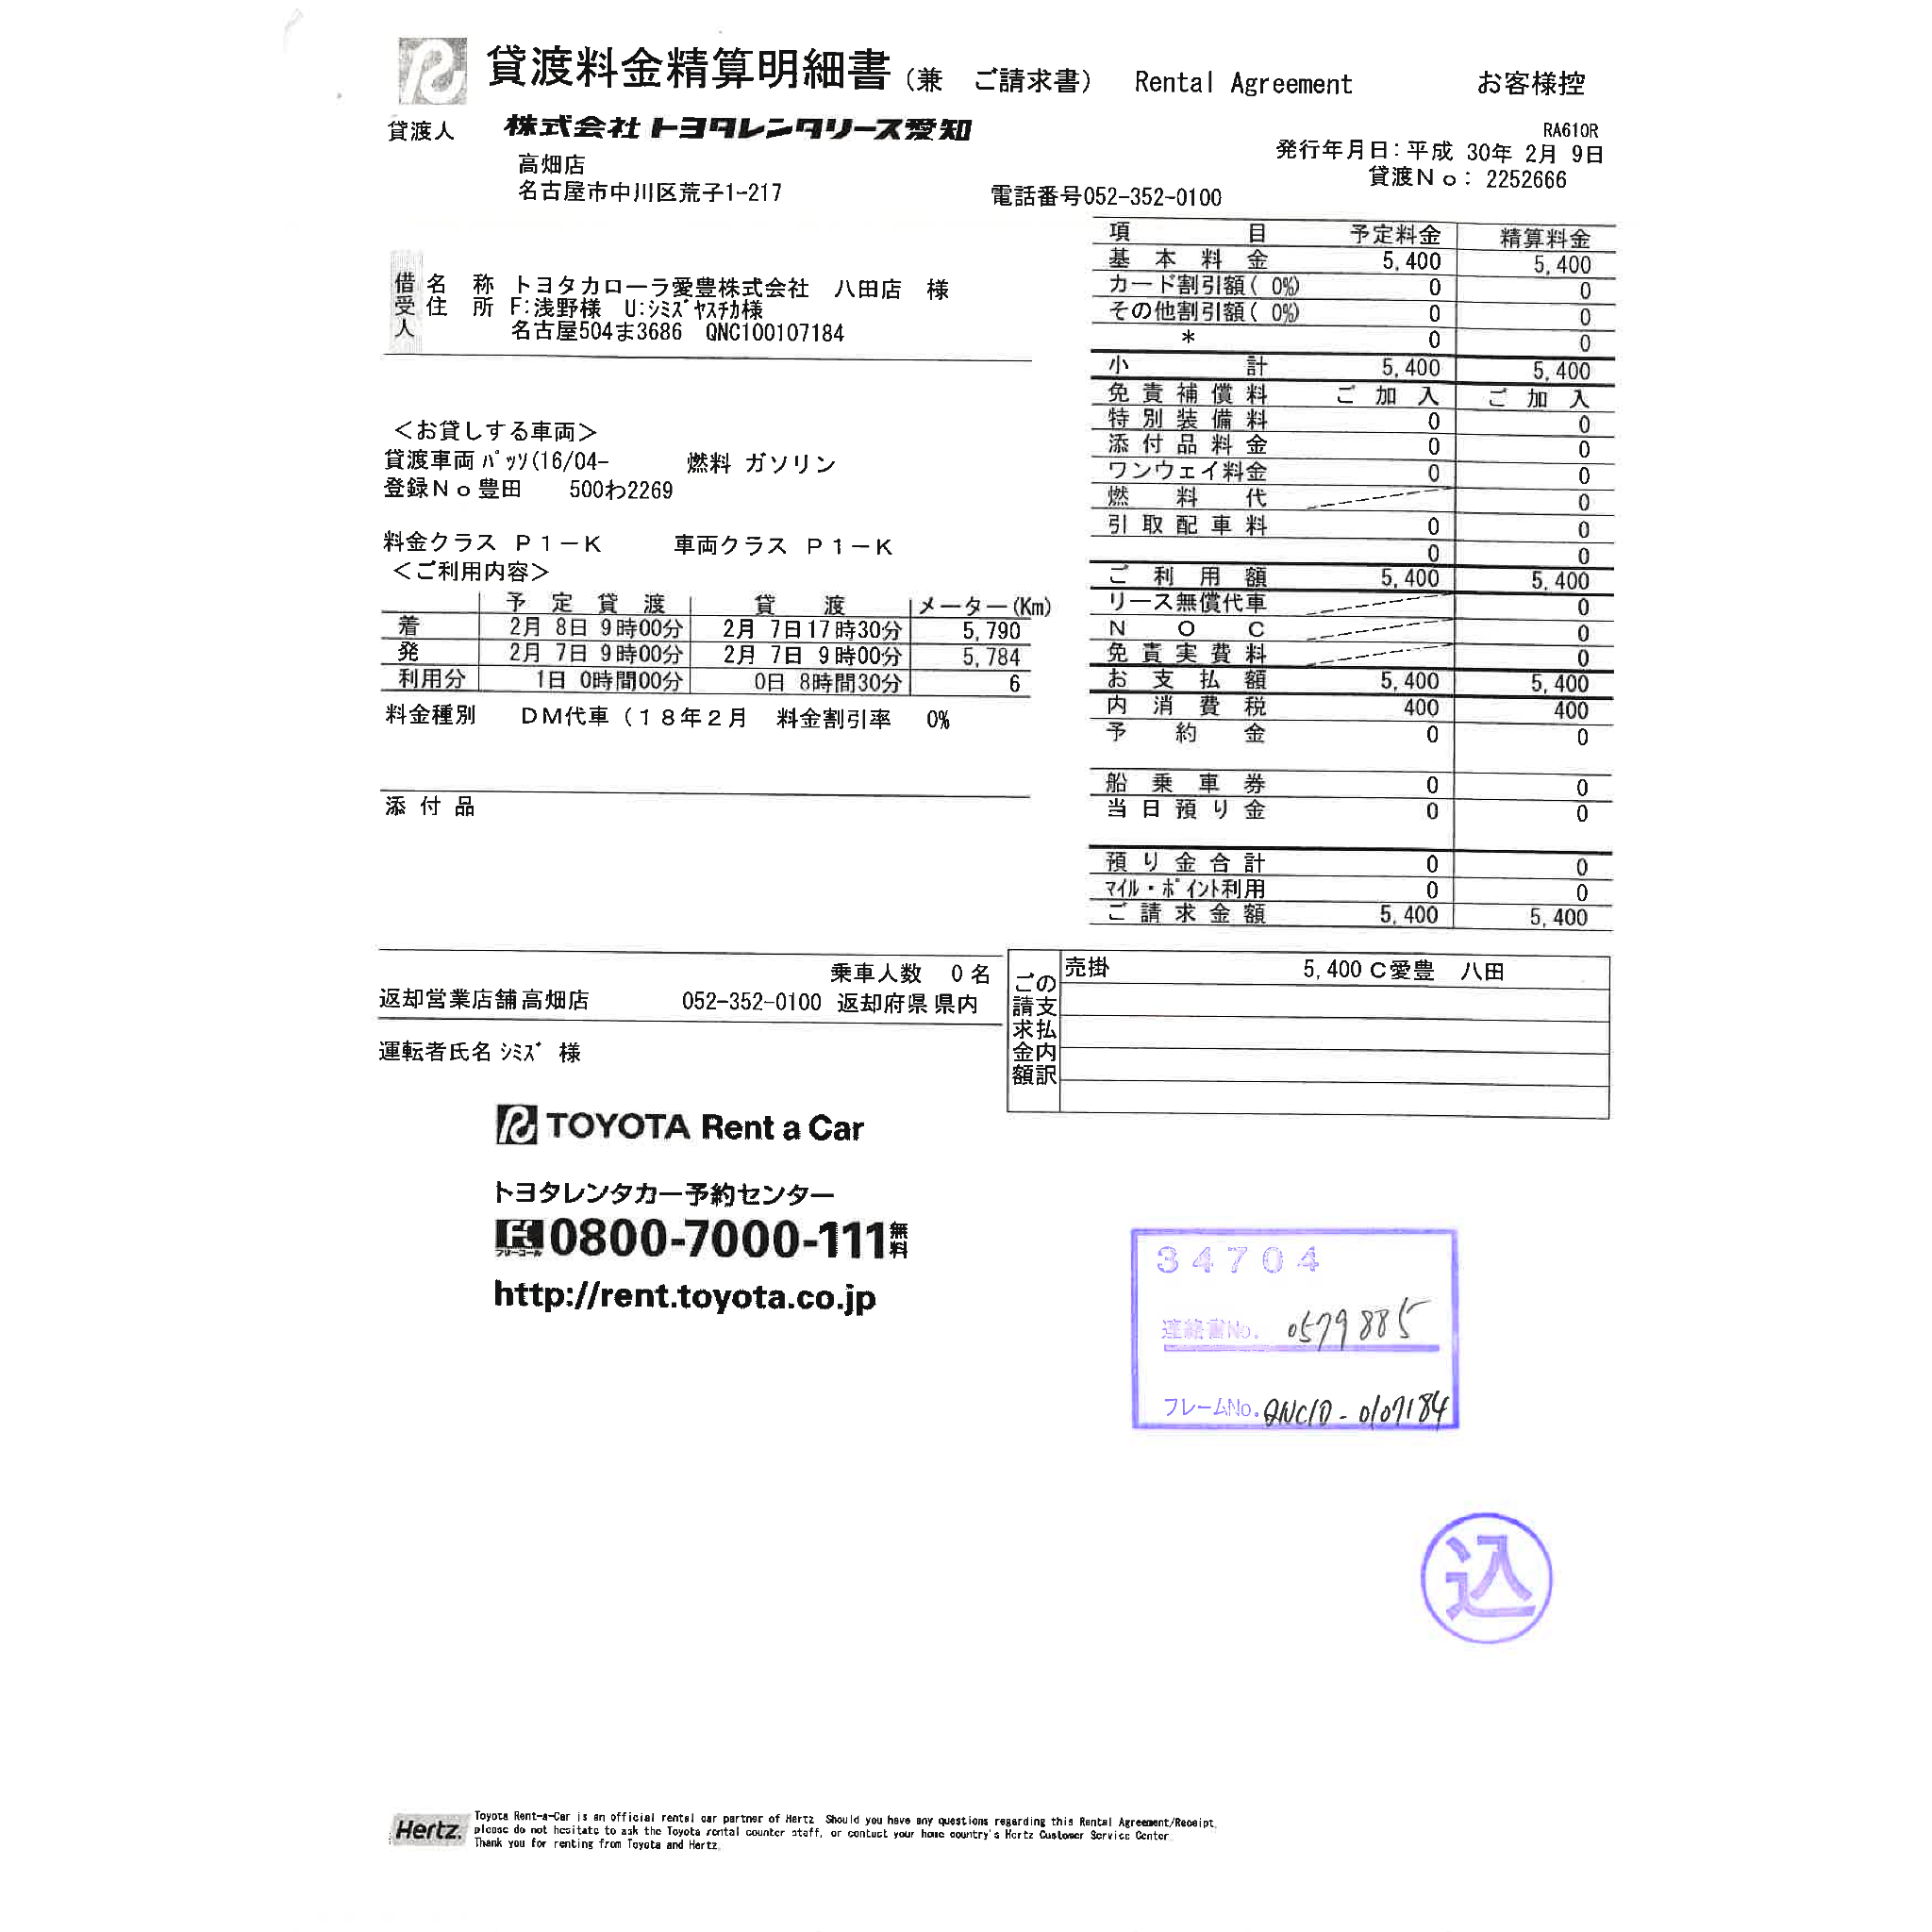 貸渡料金精算明細書（兼　ご請求書）　Rental Agreement　お客様控
貸渡人　株式会社トヨタレンタリース愛知
RA610R
高畑店
発行年月日:平成 30年 2月 9日
名古屋市中川区荒子1-217　電話番号052-352-0100
貸渡Ｎｏ: 2252666
借受人
名　称　トヨタカローラ愛豊株式会社　八田店　様
住　所　F:浅野様　U:ｼﾐｽﾞﾔｽﾁｶ様
名古屋504ま3686　QNC100107184
＜お貸しする車両＞
貸渡車両 ﾊﾟｯｿ(16/04-　燃料 ガソリン
登録Ｎｏ豊田　500わ2269
料金クラス Ｐ１－Ｋ　車両クラス Ｐ１－Ｋ
＜ご利用内容＞
予定貸渡　貸渡　メーター(Km)
着　2月 8日 9時00分　2月 7日17時30分　5,790
発　2月 7日 9時00分　2月 7日 9時00分　5,784
利用分　1日 0時間00分　0日 8時間30分　6
料金種別　ＤＭ代車（１８年２月　料金割引率　0%
添付品
項目　予定料金　精算料金
基本料金　5,400　5,400
カード割引額( 0%)　0　0
その他割引額( 0%)　0　0
*　0　0
小計　5,400　5,400
免責補償料　ご加入　ご加入
特別装備料　0　0
添付品料金　0　0
ワンウェイ料金　0　0
燃料代　0
引取配車料　0　0
0　0
ご利用額　5,400　5,400
リース無償代車　0
ＮＯＣ　0
免責実費料　0
お支払額　5,400　5,400
内消費税　400　400
予約金　0　0
船乗車券　0　0
当日預り金　0　0
預り金合計　0　0
ﾏｲﾙ・ﾎﾟｲﾝﾄ利用　0　0
ご請求金額　5,400　5,400
乗車人数　0 名
返却営業店舗高畑店　052-352-0100　返却府県 県内
運転者氏名 ｼﾐｽﾞ 様
ご請求金額の支払内訳
売掛　5,400 Ｃ愛豊　八田
TOYOTA Rent a Car
トヨタレンタカー予約センター
フリーコール 0800-7000-111 無料
http://rent.toyota.co.jp
34704
連絡書No. 0579885
フレームNo. QNC10-0107184
込
Hertz.
Toyota Rent-a-Car is an official rental car partner of Hertz. Should you have any questions regarding this Rental Agreement/Receipt,
please do not hesitate to ask the Toyota rental counter staff, or contact your home country's Hertz Customer Service Center.
Thank you for renting from Toyota and Hertz.